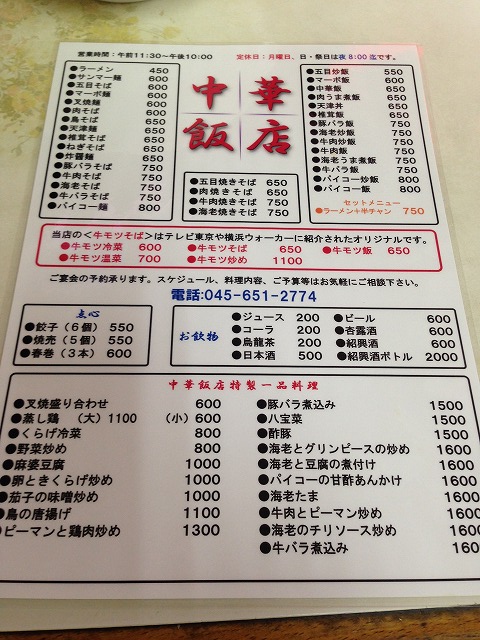 営業時間：午前11:30～午後10:00　定休日：月曜日、日・祭日は夜8:00迄です。
●ラーメン 450
●サンマー麺 600
●五目そば 650
●マーボ麺 650
●叉焼麺 650
●肉そば 650
●鳥そば 650
●天津麺 650
●椎茸そば 650
●ねぎそば 650
●炸醤麺 650
●豚バラそば 750
●牛肉そば 750
●海老そば 750
●牛バラそば 750
●パイコー麺 800
中華
飯店
●五目焼きそば 650
●肉焼きそば 650
●牛肉焼きそば 750
●海老焼きそば 750
●五目炒飯 550
●マーボ飯 600
●中華飯 650
●肉うま煮飯 650
●天津丼 650
●椎茸飯 650
●豚バラ飯 750
●海老炒飯 750
●牛肉炒飯 750
●牛肉飯 750
●海老うま煮飯 750
●牛バラ飯 750
●パイコー炒飯 800
●パイコー飯 800
セットメニュー
●ラーメン+半チャン 750
当店の＜牛モツそば＞はテレビ東京や横浜ウォーカーに紹介されたオリジナルです。
●牛モツ冷菜 600　●牛モツそば 650　●牛モツ飯 650
●牛モツ温菜 700　●牛モツ炒め 1100
ご宴会の予約承ります。スケジュール、料理内容、ご予算等はお気軽にご相談下さい。
電話:045-651-2774
点心
●餃子（6個） 550
●焼売（5個） 550
●春巻（3本） 600
お飲物
●ジュース 200
●コーラ 200
●烏龍茶 200
●日本酒 500
●ビール 600
●杏露酒 600
●紹興酒 600
●紹興酒ボトル 2000
中華飯店特製一品料理
●叉焼盛り合わせ 600
●蒸し鶏 （大）1100 （小）600
●くらげ冷菜 800
●野菜炒め 800
●麻婆豆腐 1000
●卵ときくらげ炒め 1000
●茄子の味噌炒め 1000
●鳥の唐揚げ 1100
ピーマンと鶏肉炒め 1300
●豚バラ煮込み 1500
●八宝菜 1500
●酢豚 1500
●海老とグリンピースの炒め 1600
●海老と豆腐の煮付け 1600
●パイコーの甘酢あんかけ 1600
●海老たま 1600
●牛肉とピーマン炒め 1600
●海老のチリソース炒め 1600
●牛バラ煮込み 160